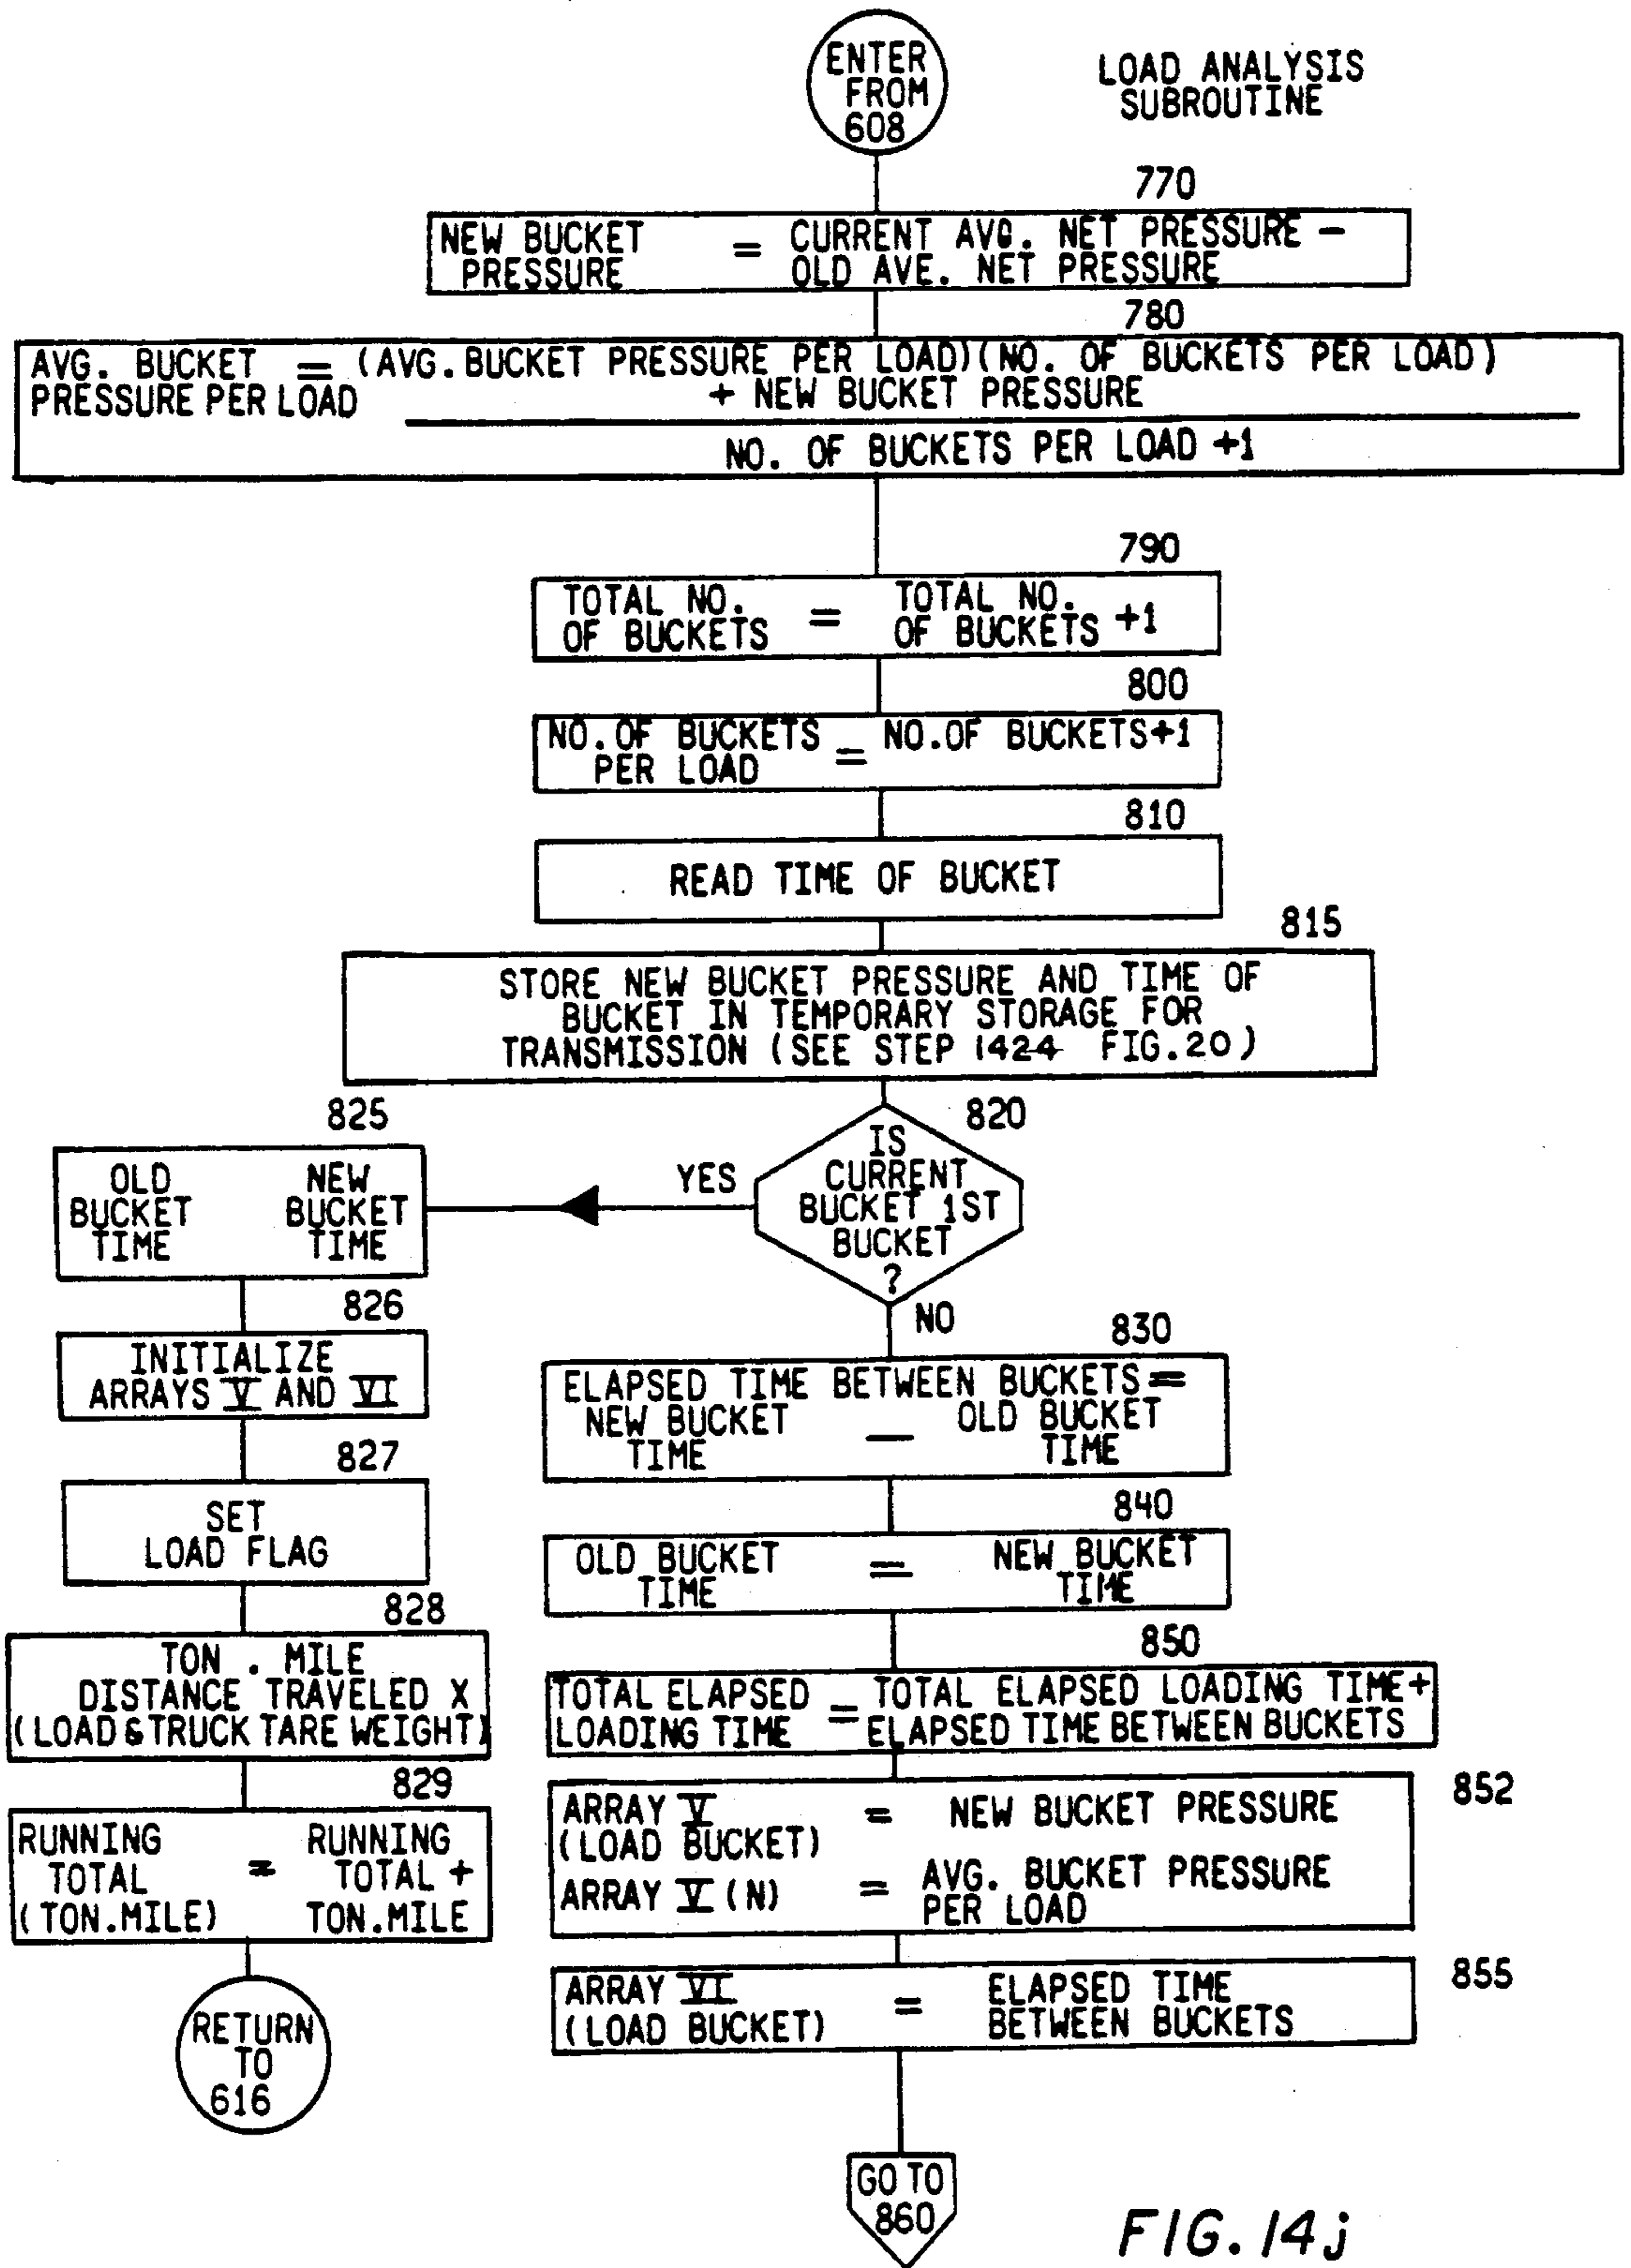 ENTER
FROM
608
LOAD ANALYSIS
SUBROUTINE
770
NEW BUCKET = CURRENT AVG. NET PRESSURE –
PRESSURE OLD AVE. NET PRESSURE
780
AVG. BUCKET = (AVG.BUCKET PRESSURE PER LOAD)(NO. OF BUCKETS PER LOAD)
PRESSURE PER LOAD + NEW BUCKET PRESSURE
NO. OF BUCKETS PER LOAD +1
790
TOTAL NO. = TOTAL NO.
OF BUCKETS OF BUCKETS +1
800
NO.OF BUCKETS = NO.OF BUCKETS+1
PER LOAD
810
READ TIME OF BUCKET
815
STORE NEW BUCKET PRESSURE AND TIME OF
BUCKET IN TEMPORARY STORAGE FOR
TRANSMISSION (SEE STEP 1424 FIG.20)
820
IS
CURRENT
BUCKET 1ST
BUCKET
?
YES
825
OLD NEW
BUCKET BUCKET
TIME TIME
826
INITIALIZE
ARRAYS V AND VI
827
SET
LOAD FLAG
828
TON . MILE
DISTANCE TRAVELED X
(LOAD & TRUCK TARE WEIGHT)
829
RUNNING RUNNING
TOTAL = TOTAL +
(TON.MILE) TON.MILE
RETURN
TO
616
NO
830
ELAPSED TIME BETWEEN BUCKETS =
NEW BUCKET – OLD BUCKET
TIME TIME
840
OLD BUCKET = NEW BUCKET
TIME TIME
850
TOTAL ELAPSED = TOTAL ELAPSED LOADING TIME+
LOADING TIME ELAPSED TIME BETWEEN BUCKETS
852
ARRAY V = NEW BUCKET PRESSURE
(LOAD BUCKET)
ARRAY V (N) = AVG. BUCKET PRESSURE
PER LOAD
855
ARRAY VI = ELAPSED TIME
(LOAD BUCKET) BETWEEN BUCKETS
GO TO
860
FIG. 14j